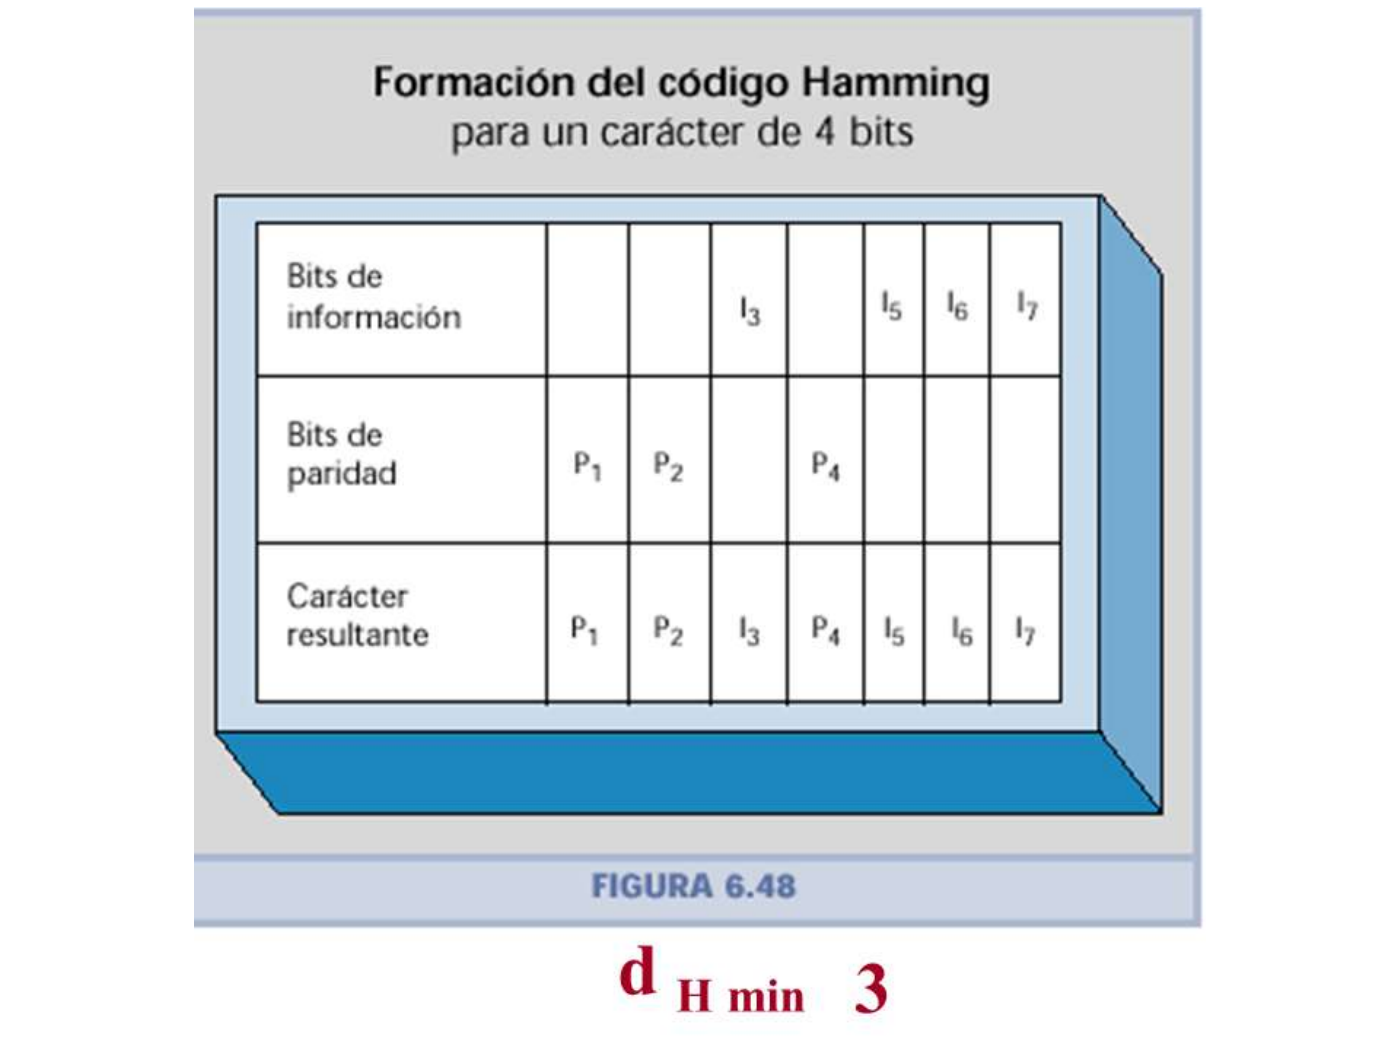 Formación del código Hamming
para un carácter de 4 bits
Bits de
información
I3 I5 I6 I7
Bits de
paridad
P1 P2 P4
Carácter
resultante
P1 P2 I3 P4 I5 I6 I7
FIGURA 6.48
d H min 3